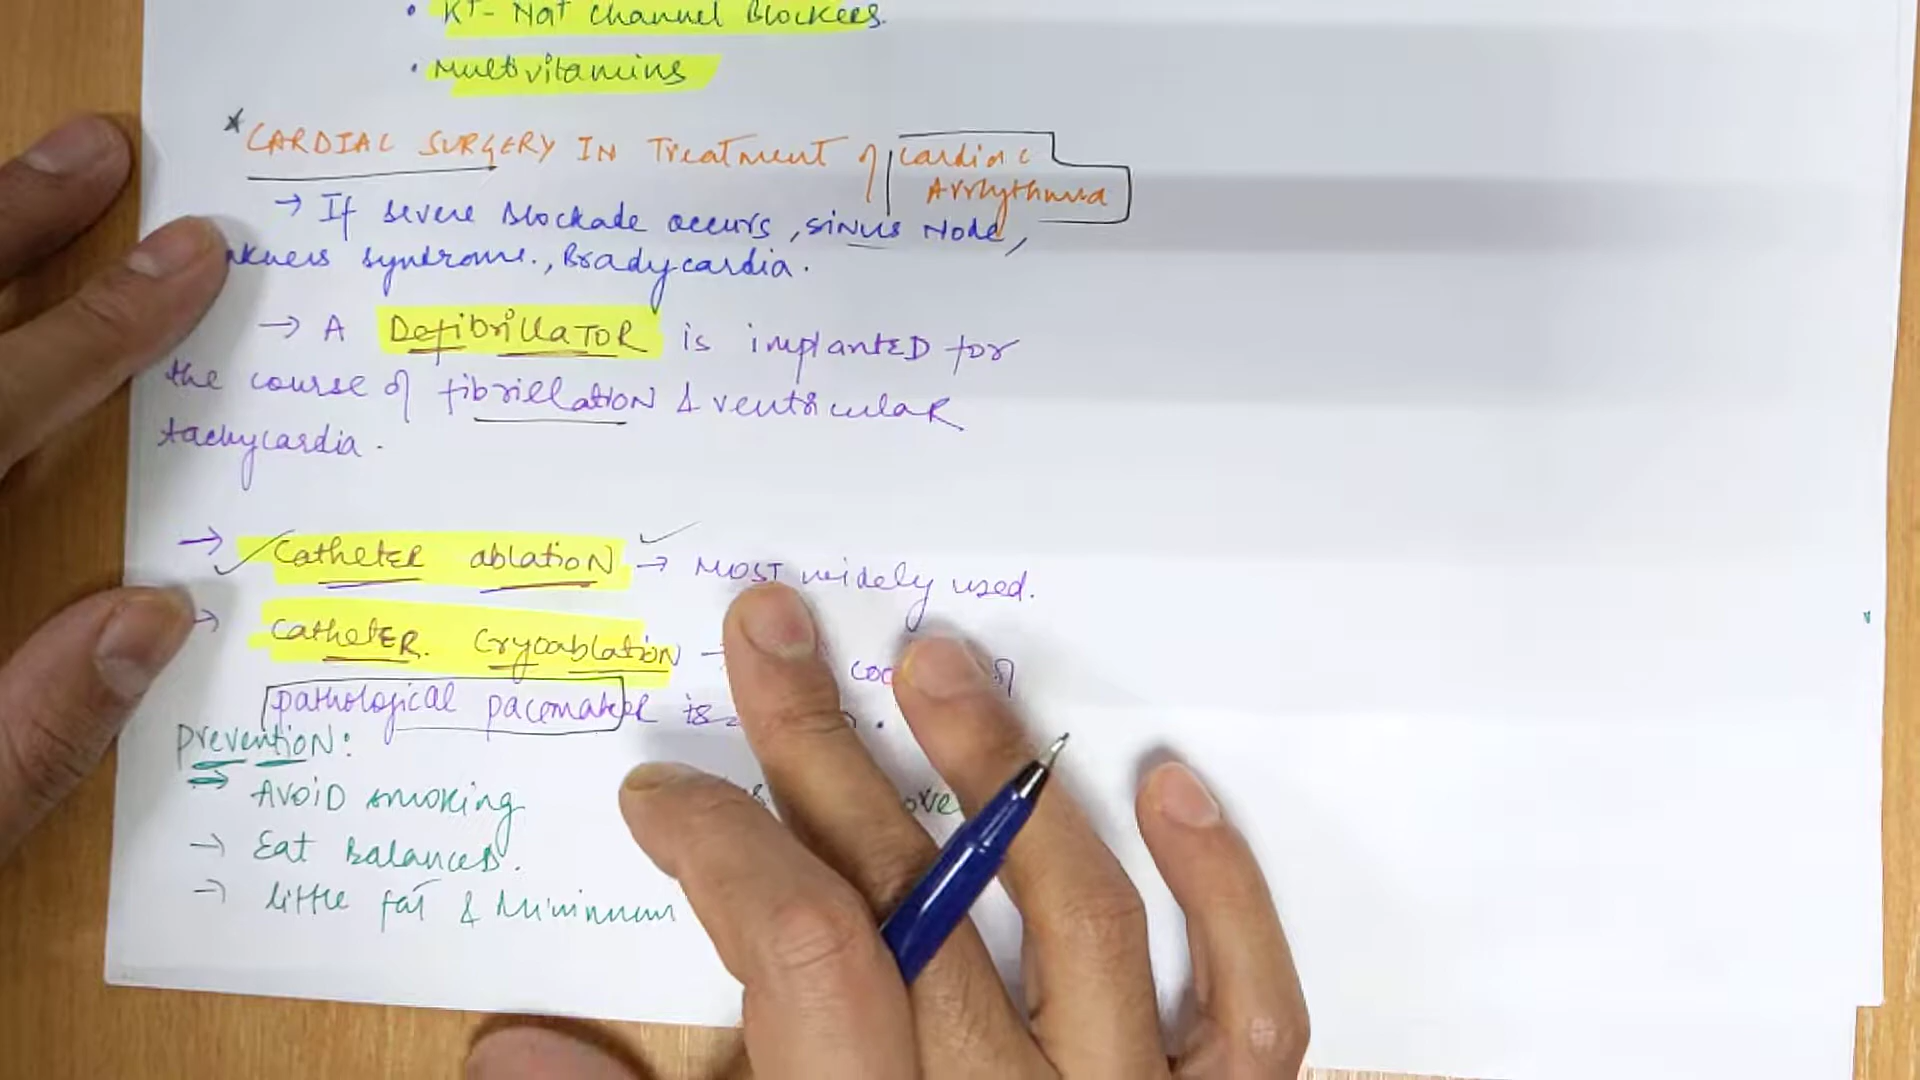 • K+ - Na+ channel Blockers.
• Multivitamins
* CARDIAC SURGERY IN Treatment of cardiac
Arrhythmia
→ If severe Blockade occurs, sinus Node,
syndrome., Bradycardia.
→ A DefibrillaTOR is implanTED for
the course of fibrillation & ventricular
tachycardia.
→ CatheTER ablation → MOST widely used.
→ CatheTER. Cryoablation →
pathological pacemaker is
prevention:
→ AVOID smoking
→ Eat Balanced.
→ little fat & Minimum